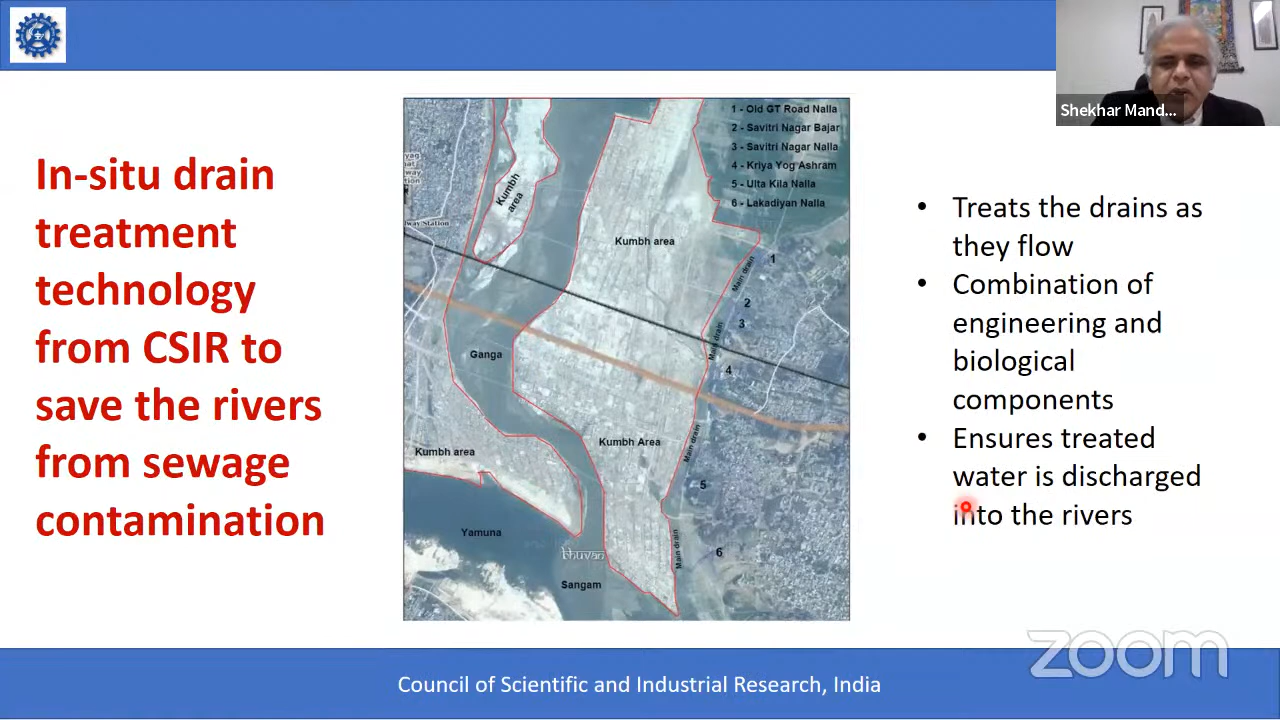 Shekhar Mand...
In-situ drain
treatment
technology
from CSIR to
save the rivers
from sewage
contamination
1 - Old GT Road Nalla
2 - Savitri Nagar Bajar
3 - Savitri Nagar Nalla
4 - Kriya Yog Ashram
5 - Ulta Kila Nalla
6 - Lakadiyan Nalla
Kumbh
area
Kumbh area
Main drain
1
2
3
Main drain
4
Ganga
Kumbh Area
Kumbh area
Main drain
5
Yamuna
bhuvan
Main drain
6
Sangam
• Treats the drains as
they flow
• Combination of
engineering and
biological
components
• Ensures treated
water is discharged
into the rivers
zoom
Council of Scientific and Industrial Research, India